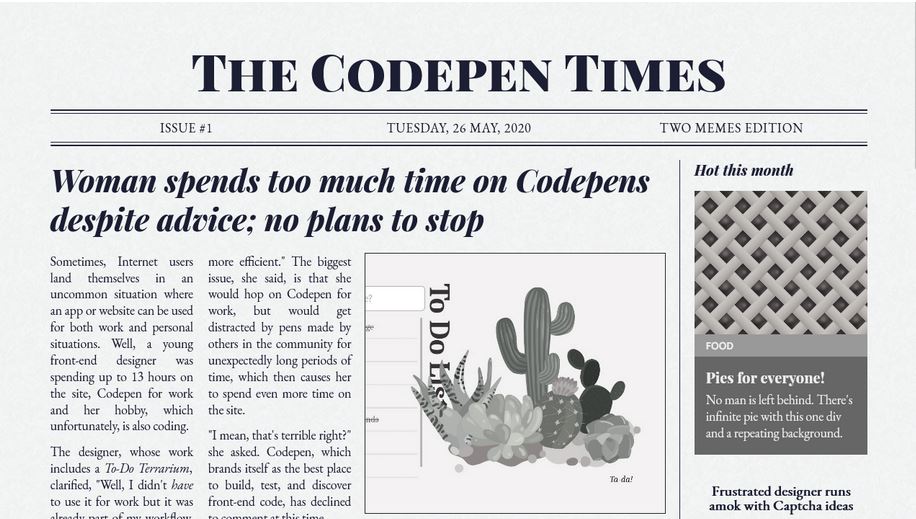 THE CODEPEN TIMES
ISSUE #1
TUESDAY, 26 MAY, 2020
TWO MEMES EDITION
Woman spends too much time on Codepens
despite advice; no plans to stop
Sometimes, Internet users
land themselves in an
uncommon situation where
an app or website can be used
for both work and personal
situations. Well, a young
front-end designer was
spending up to 13 hours on
the site, Codepen for work
and her hobby, which
unfortunately, is also coding.
The designer, whose work
includes a To-Do Terrarium,
clarified, "Well, I didn't have
to use it for work but it was
already part of my workflow,
more efficient." The biggest
issue, she said, is that she
would hop on Codepen for
work, but would get
distracted by pens made by
others in the community for
unexpectedly long periods of
time, which then causes her
to spend even more time on
the site.
"I mean, that's terrible right?"
she asked. Codepen, which
brands itself as the best place
to build, test, and discover
front-end code, has declined
to comment at this time.
To Do
Ta-da!
Hot this month
FOOD
Pies for everyone!
No man is left behind. There's
infinite pie with this one div
and a repeating background.
Frustrated designer runs
amok with Captcha ideas